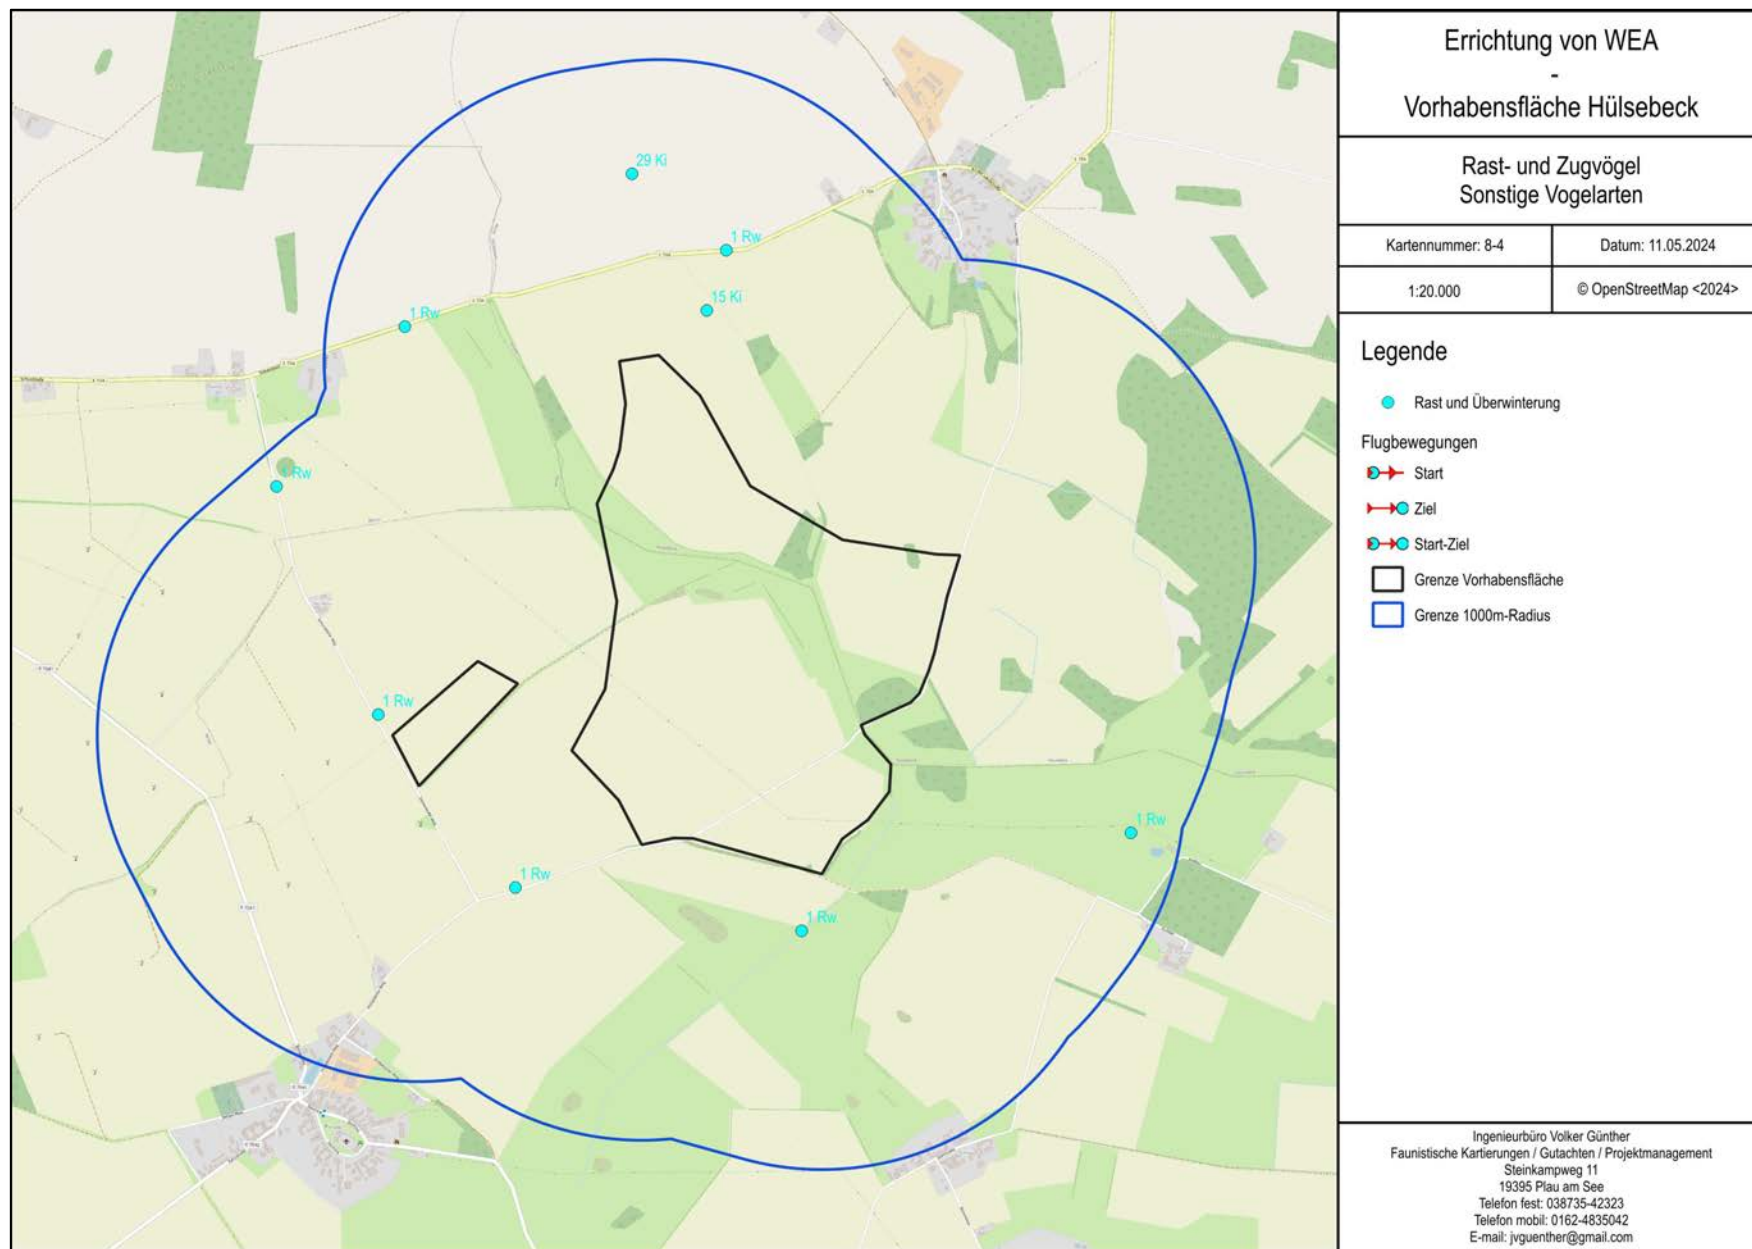 Errichtung von WEA
-
Vorhabensfläche Hülsebeck
Rast- und Zugvögel
Sonstige Vogelarten
Kartennummer: 8-4
Datum: 11.05.2024
1:20.000
© OpenStreetMap <2024>
Legende
Rast und Überwinterung
Flugbewegungen
Start
Ziel
Start-Ziel
Grenze Vorhabensfläche
Grenze 1000m-Radius
29 Ki
1 Rw
15 Ki
1 Rw
1 Rw
1 Rw
1 Rw
1 Rw
1 Rw
Ingenieurbüro Volker Günther
Faunistische Kartierungen / Gutachten / Projektmanagement
Steinkampweg 11
19395 Plau am See
Telefon fest: 038735-42323
Telefon mobil: 0162-4835042
E-mail: jvguenther@gmail.com